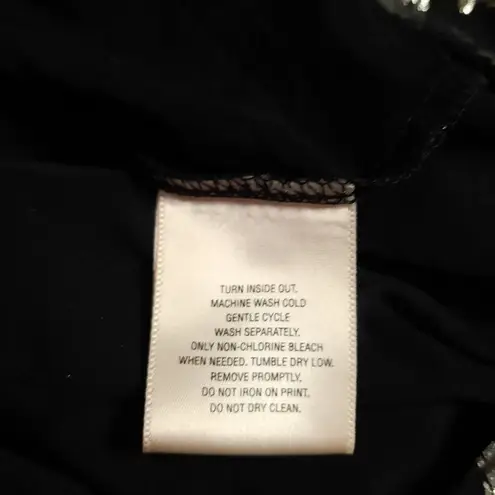 TURN INSIDE OUT.
MACHINE WASH COLD
GENTLE CYCLE
WASH SEPARATELY.
ONLY NON-CHLORINE BLEACH
WHEN NEEDED. TUMBLE DRY LOW.
REMOVE PROMPTLY.
DO NOT IRON ON PRINT.
DO NOT DRY CLEAN.